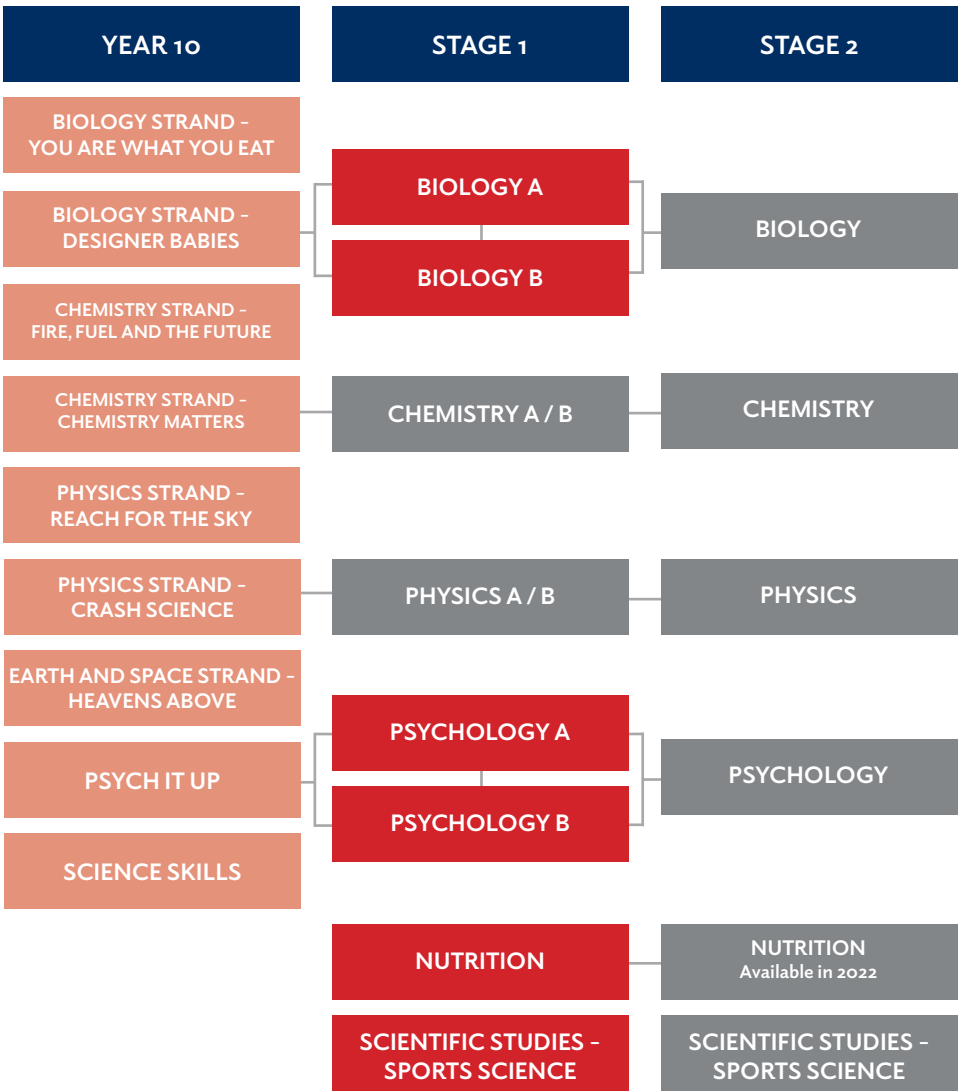 YEAR 10
STAGE 1
STAGE 2
BIOLOGY STRAND -
YOU ARE WHAT YOU EAT
BIOLOGY STRAND -
DESIGNER BABIES
CHEMISTRY STRAND -
FIRE, FUEL AND THE FUTURE
CHEMISTRY STRAND -
CHEMISTRY MATTERS
PHYSICS STRAND -
REACH FOR THE SKY
PHYSICS STRAND -
CRASH SCIENCE
EARTH AND SPACE STRAND -
HEAVENS ABOVE
PSYCH IT UP
SCIENCE SKILLS
BIOLOGY A
BIOLOGY B
CHEMISTRY A / B
PHYSICS A / B
PSYCHOLOGY A
PSYCHOLOGY B
NUTRITION
SCIENTIFIC STUDIES -
SPORTS SCIENCE
BIOLOGY
CHEMISTRY
PHYSICS
PSYCHOLOGY
NUTRITION
Available in 2022
SCIENTIFIC STUDIES -
SPORTS SCIENCE